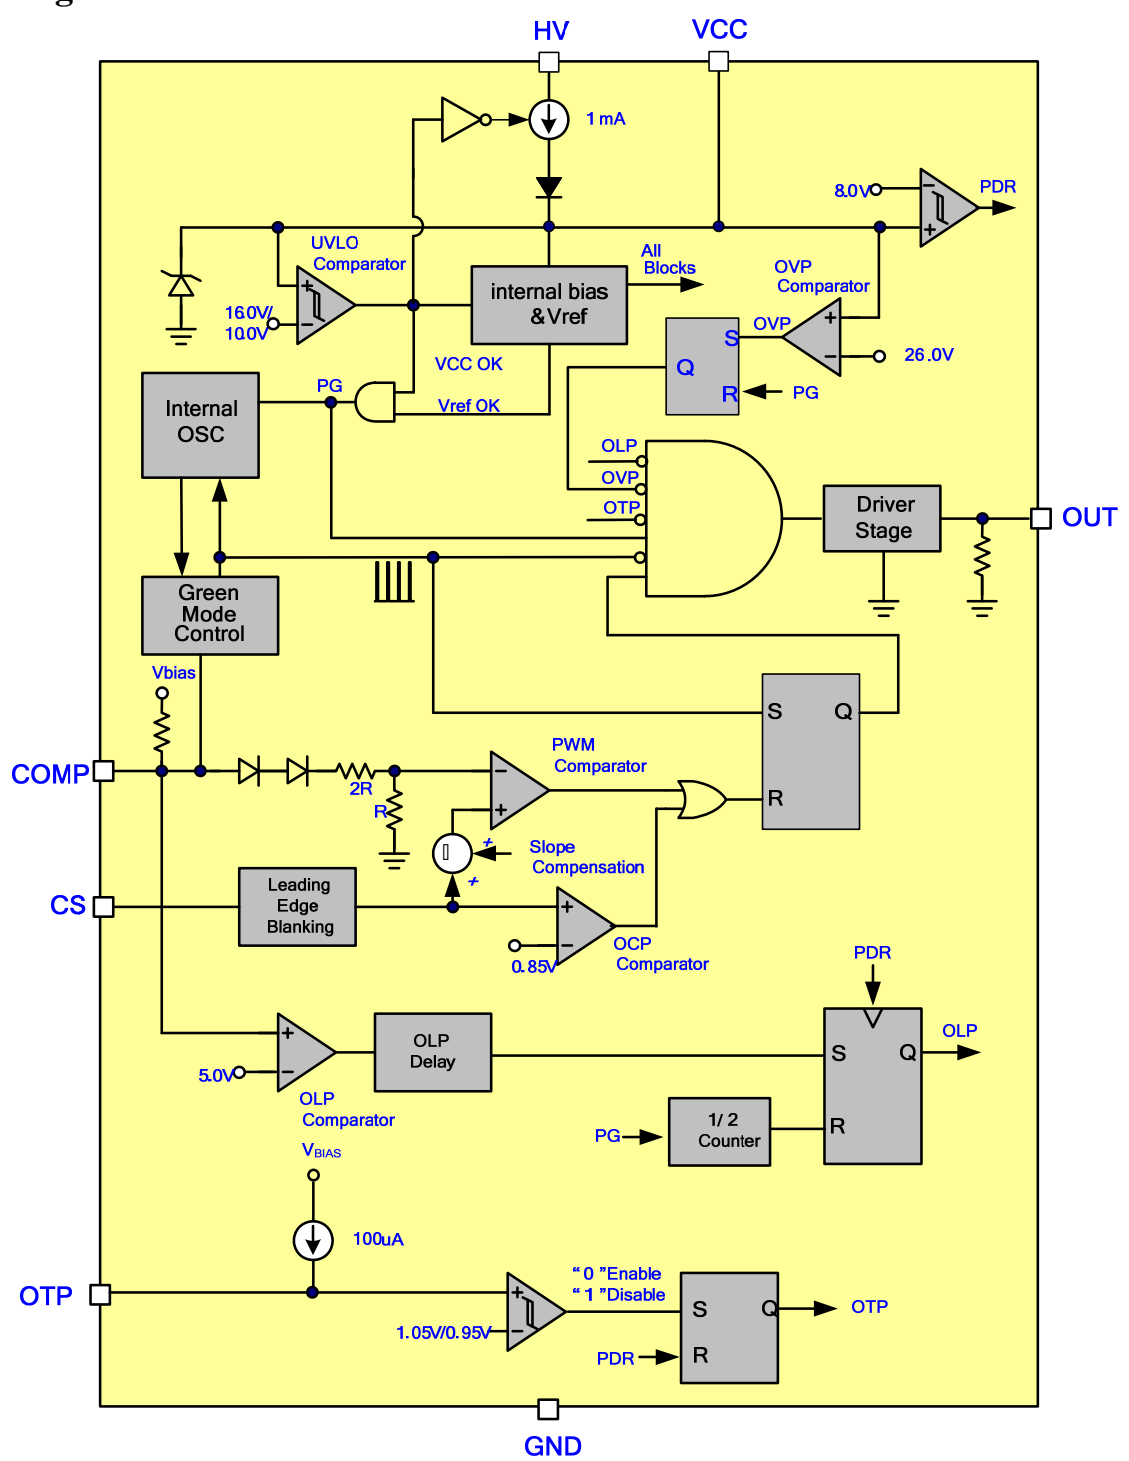 HV
VCC
1 mA
8.0V
PDR
UVLO
Comparator
16.0V/
10.0V
internal bias
&Vref
All
Blocks
OVP
Comparator
OVP
26.0V
S
Q
R
PG
VCC OK
PG
Vref OK
Internal
OSC
OLP
OVP
OTP
Driver
Stage
OUT
Green
Mode
Control
Vbias
S
Q
R
COMP
2R
R
PWM
Comparator
Slope
Compensation
CS
Leading
Edge
Blanking
0.85V
OCP
Comparator
PDR
OLP
Delay
S
Q
R
OLP
5.0V
OLP
Comparator
1/ 2
Counter
PG
VBIAS
100uA
OTP
“ 0 ”Enable
“ 1 ”Disable
1.05V/0.95V
S
Q
R
OTP
PDR
GND